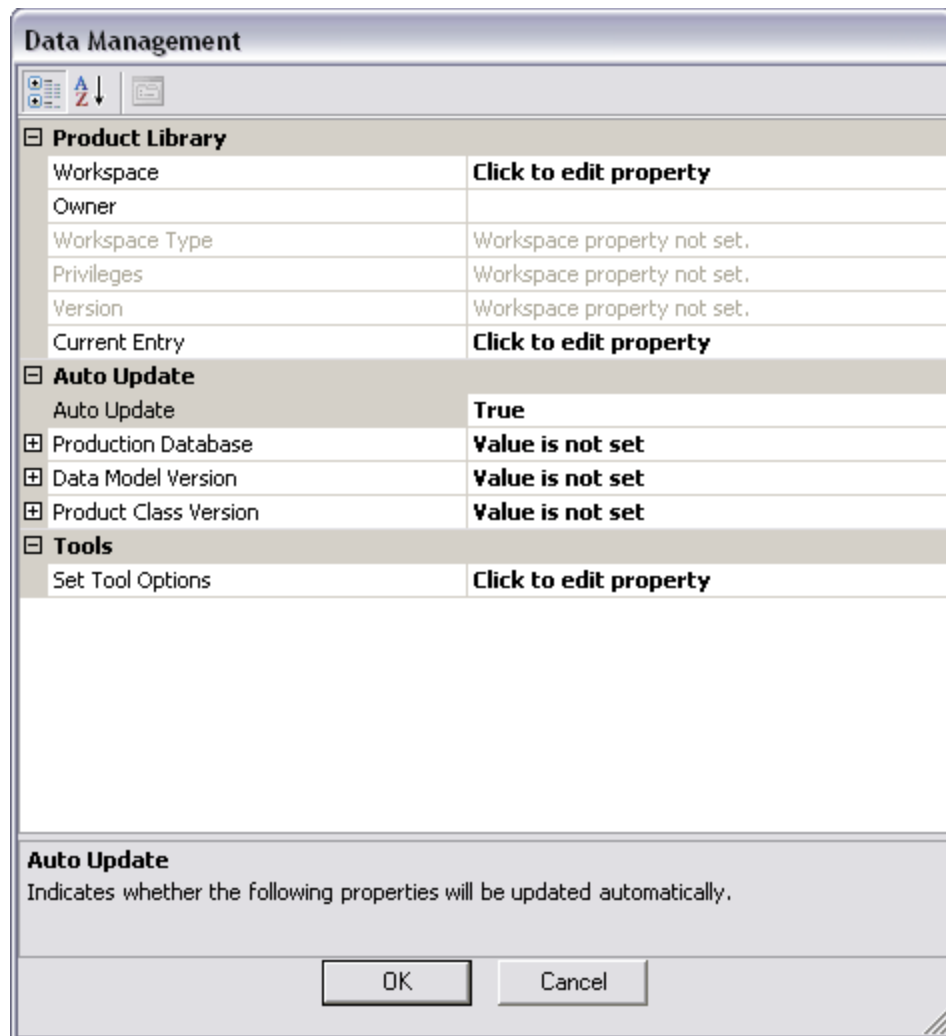 Data Management
A
Z
Product Library
Workspace Click to edit property
Owner
Workspace Type Workspace property not set.
Privileges Workspace property not set.
Version Workspace property not set.
Current Entry Click to edit property
Auto Update
Auto Update True
Production Database Value is not set
Data Model Version Value is not set
Product Class Version Value is not set
Tools
Set Tool Options Click to edit property
Auto Update
Indicates whether the following properties will be updated automatically.
OK Cancel